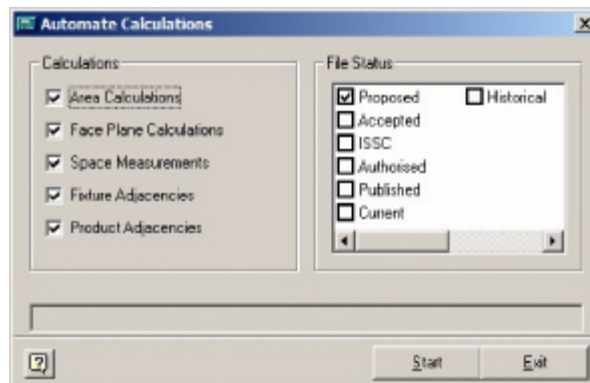 Automate Calculations
Calculations
Area Calculations
Face Plane Calculations
Space Measurements
Fixture Adjacencies
Product Adjacencies
File Status
Proposed
Historical
Accepted
ISSC
Authorised
Published
Current
Start
Exit